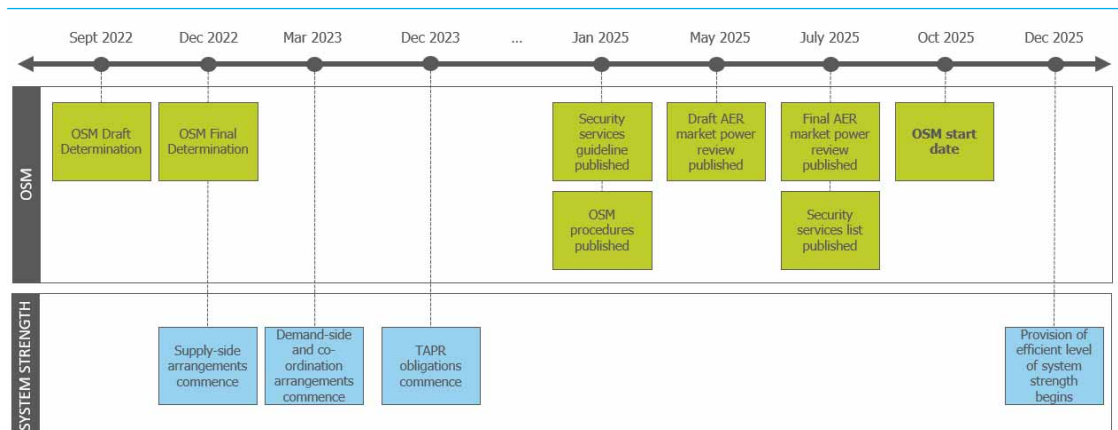 Sept 2022
Dec 2022
Mar 2023
Dec 2023
...
Jan 2025
May 2025
July 2025
Oct 2025
Dec 2025
OSM
OSM Draft
Determination
OSM Final
Determination
Security
services
guideline
published
Draft AER
market power
review
published
Final AER
market power
review
published
OSM start
date
OSM
procedures
published
Security
services list
published
SYSTEM STRENGTH
Supply-side
arrangements
commence
Demand-side
and co-
ordination
arrangements
commence
TAPR
obligations
commence
Provision of
efficient level
of system
strength
begins